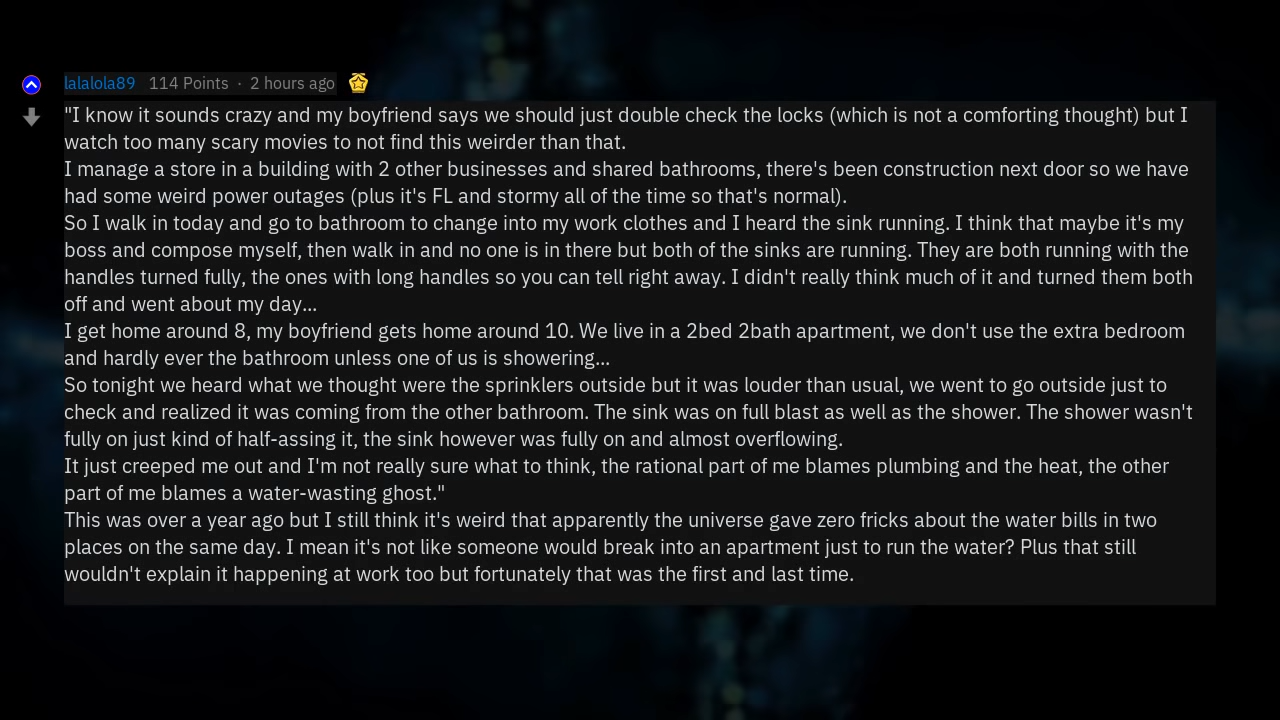 lalalola89 114 Points · 2 hours ago
"I know it sounds crazy and my boyfriend says we should just double check the locks (which is not a comforting thought) but I
watch too many scary movies to not find this weirder than that.
I manage a store in a building with 2 other businesses and shared bathrooms, there's been construction next door so we have
had some weird power outages (plus it's FL and stormy all of the time so that's normal).
So I walk in today and go to bathroom to change into my work clothes and I heard the sink running. I think that maybe it's my
boss and compose myself, then walk in and no one is in there but both of the sinks are running. They are both running with the
handles turned fully, the ones with long handles so you can tell right away. I didn't really think much of it and turned them both
off and went about my day...
I get home around 8, my boyfriend gets home around 10. We live in a 2bed 2bath apartment, we don't use the extra bedroom
and hardly ever the bathroom unless one of us is showering...
So tonight we heard what we thought were the sprinklers outside but it was louder than usual, we went to go outside just to
check and realized it was coming from the other bathroom. The sink was on full blast as well as the shower. The shower wasn't
fully on just kind of half-assing it, the sink however was fully on and almost overflowing.
It just creeped me out and I'm not really sure what to think, the rational part of me blames plumbing and the heat, the other
part of me blames a water-wasting ghost."
This was over a year ago but I still think it's weird that apparently the universe gave zero fricks about the water bills in two
places on the same day. I mean it's not like someone would break into an apartment just to run the water? Plus that still
wouldn't explain it happening at work too but fortunately that was the first and last time.